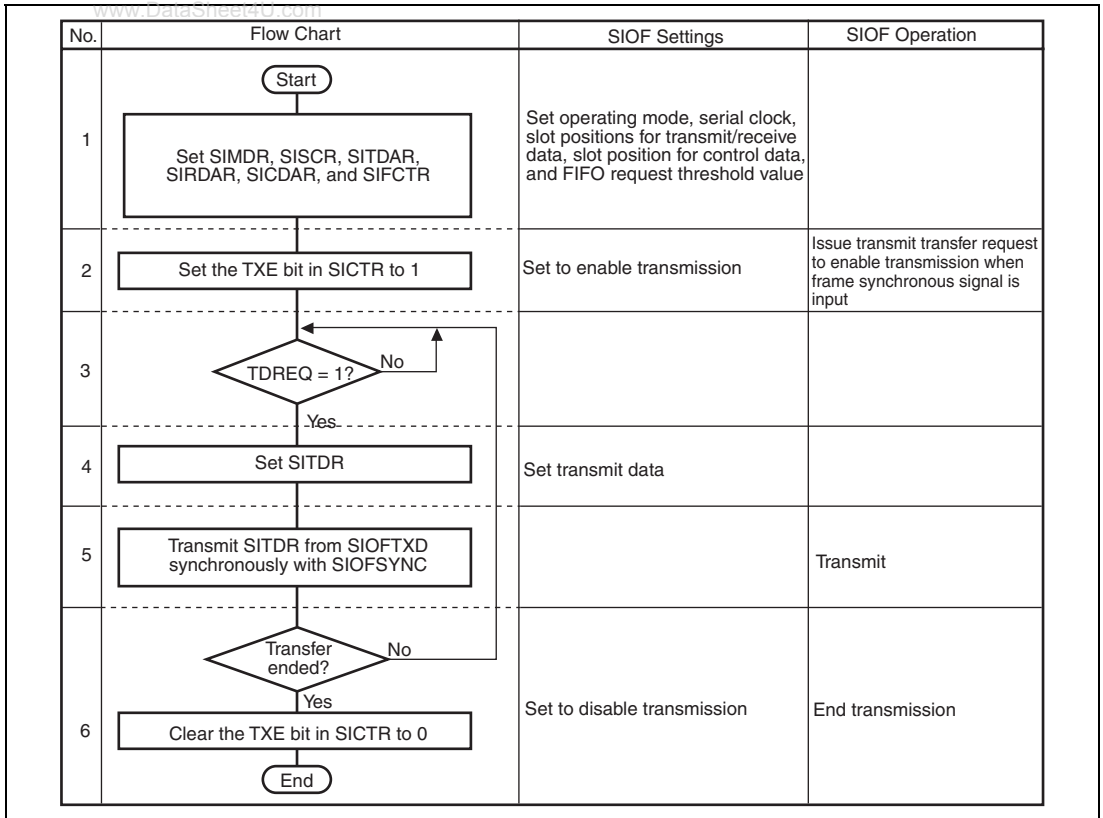 www.DataSheet4U.com
No.
Flow Chart
SIOF Settings
SIOF Operation
Start
1
Set SIMDR, SISCR, SITDAR,
SIRDAR, SICDAR, and SIFCTR
Set operating mode, serial clock,
slot positions for transmit/receive
data, slot position for control data,
and FIFO request threshold value
2
Set the TXE bit in SICTR to 1
Set to enable transmission
Issue transmit transfer request
to enable transmission when
frame synchronous signal is
input
3
TDREQ = 1?
No
Yes
4
Set SITDR
Set transmit data
5
Transmit SITDR from SIOFTXD
synchronously with SIOFSYNC
Transmit
Transfer
ended?
No
Yes
6
Clear the TXE bit in SICTR to 0
Set to disable transmission
End transmission
End